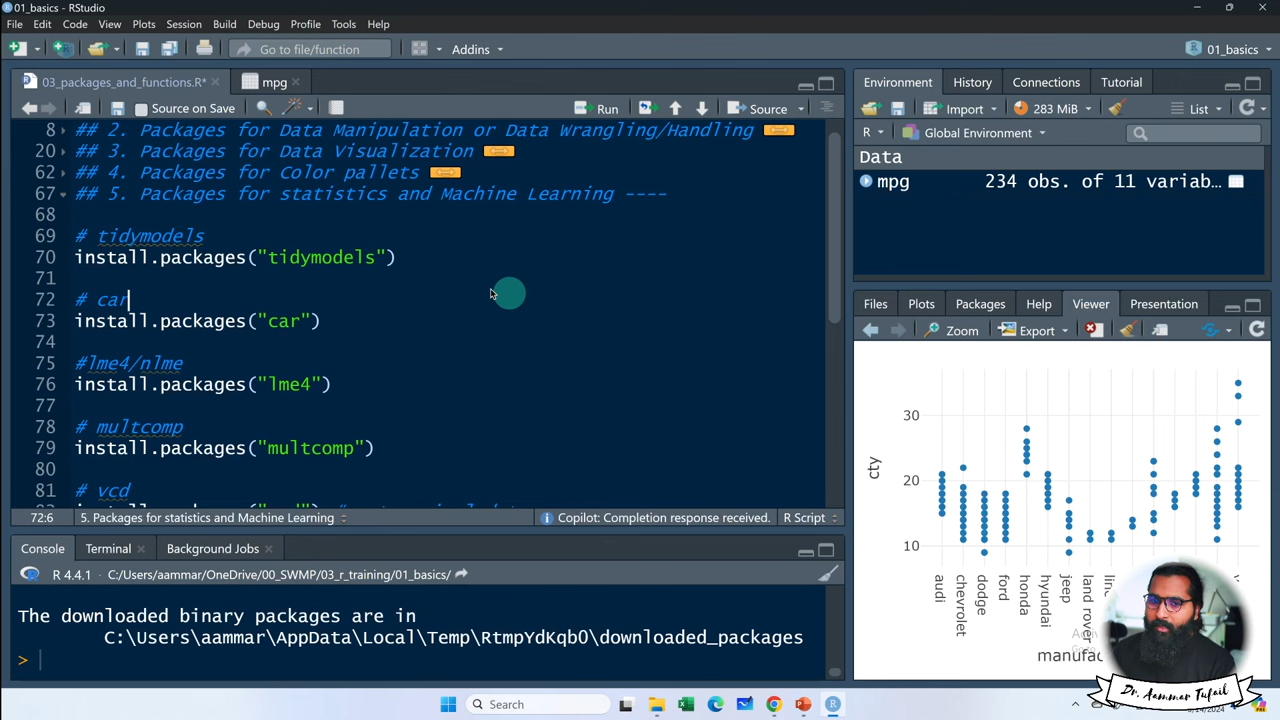 01_basics - RStudio
File Edit Code View Plots Session Build Debug Profile Tools Help
Go to file/function Addins 01_basics
03_packages_and_functions.R* mpg
Source on Save Run Source
8 ## 2. Packages for Data Manipulation or Data Wrangling/Handling
20 ## 3. Packages for Data Visualization
62 ## 4. Packages for Color pallets
67 ## 5. Packages for statistics and Machine Learning ----
68
69 # tidymodels
70 install.packages("tidymodels")
71
72 # car
73 install.packages("car")
74
75 #lme4/nlme
76 install.packages("lme4")
77
78 # multcomp
79 install.packages("multcomp")
80
81 # vcd
72:6 5. Packages for statistics and Machine Learning Copilot: Completion response received. R Script
Console Terminal Background Jobs
R 4.4.1 · C:/Users/aammar/OneDrive/00_SWMP/03_r_training/01_basics/
The downloaded binary packages are in
C:\Users\aammar\AppData\Local\Temp\RtmpYdKqb0\downloaded_packages
>
Environment History Connections Tutorial
Import 283 MiB List
R Global Environment
Data
mpg 234 obs. of 11 variab…
Files Plots Packages Help Viewer Presentation
Zoom Export
30
20
10
cty
audi
chevrolet
dodge
ford
honda
hyundai
jeep
land rover
manufac
Dr. Aammar Tufail
Search